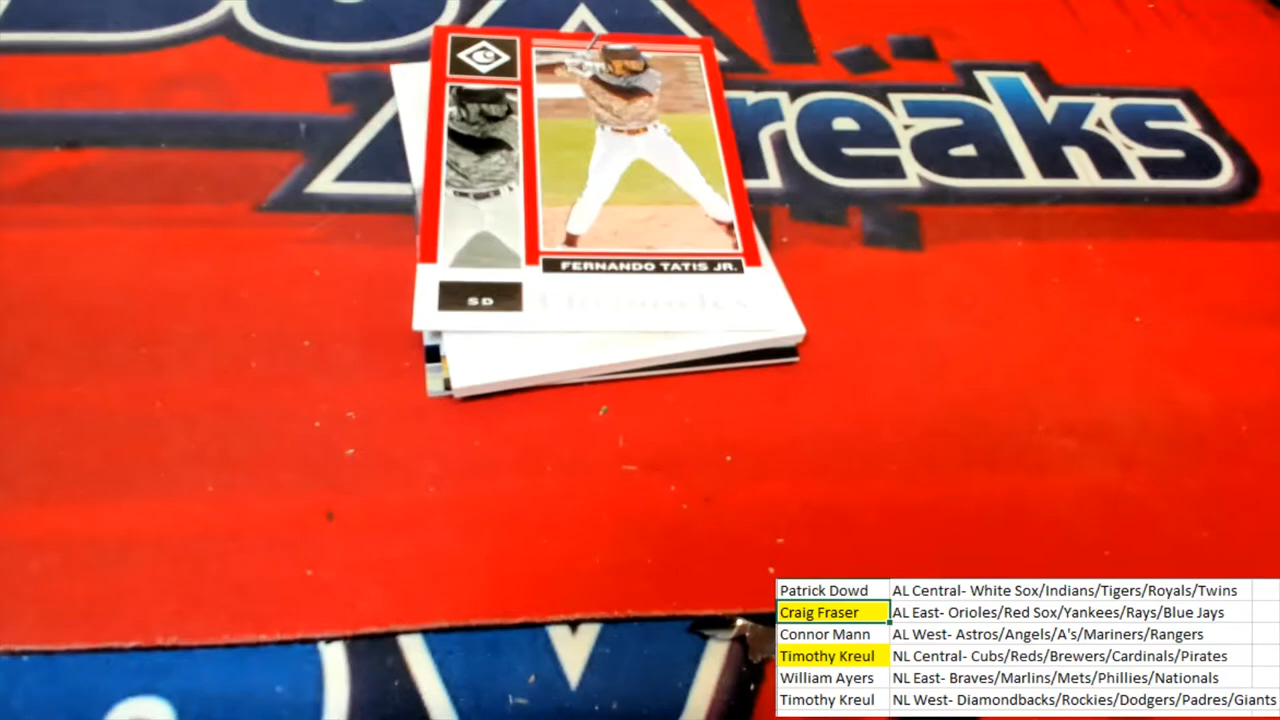 Breaks
C
FERNANDO TATIS JR.
SD
Chronicles
Patrick Dowd AL Central- White Sox/Indians/Tigers/Royals/Twins
Craig Fraser AL East- Orioles/Red Sox/Yankees/Rays/Blue Jays
Connor Mann AL West- Astros/Angels/A's/Mariners/Rangers
Timothy Kreul NL Central- Cubs/Reds/Brewers/Cardinals/Pirates
William Ayers NL East- Braves/Marlins/Mets/Phillies/Nationals
Timothy Kreul NL West- Diamondbacks/Rockies/Dodgers/Padres/Giants